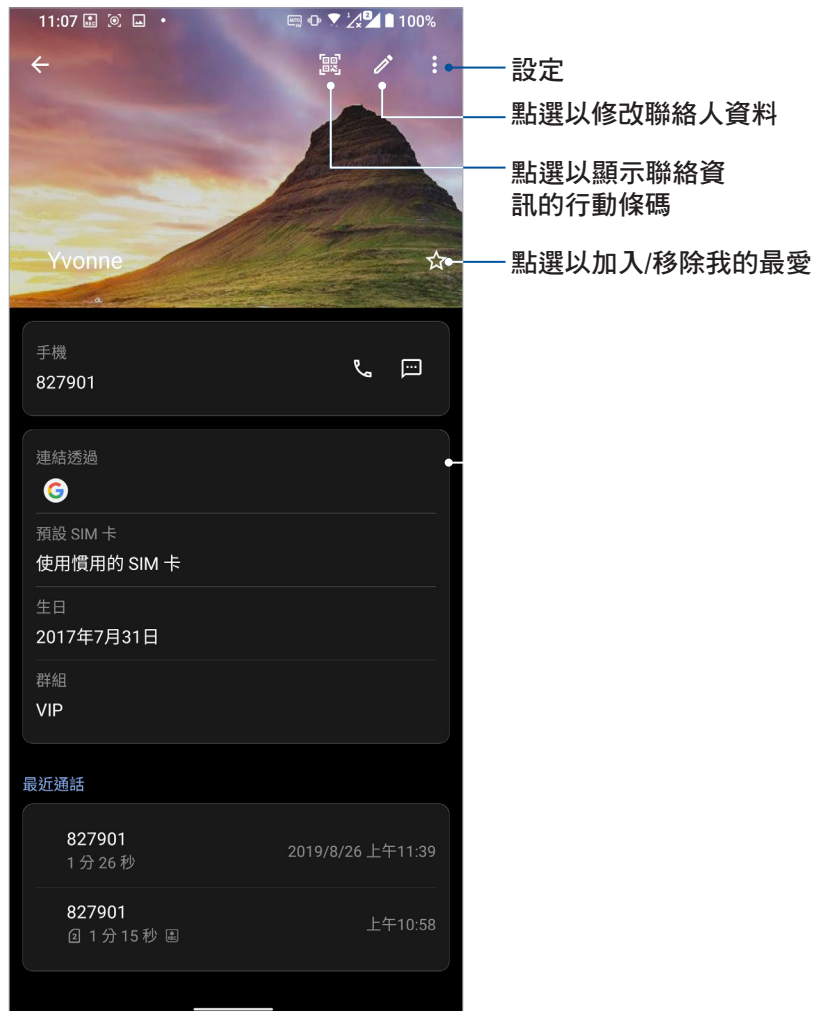 11:07
100%
設定
點選以修改聯絡人資料
點選以顯示聯絡資
訊的行動條碼
Yvonne
點選以加入/移除我的最愛
手機
827901
連結透過
預設 SIM 卡
使用慣用的 SIM 卡
生日
2017年7月31日
群組
VIP
最近通話
827901
1 分 26 秒
2019/8/26 上午11:39
827901
2 1 分 15 秒
上午10:58